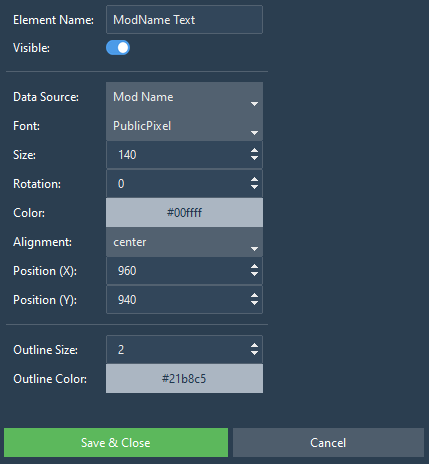 Element Name: ModName Text
Visible:
Data Source: Mod Name
Font: PublicPixel
Size: 140
Rotation: 0
Color: #00ffff
Alignment: center
Position (X): 960
Position (Y): 940
Outline Size: 2
Outline Color: #21b8c5
Save & Close Cancel